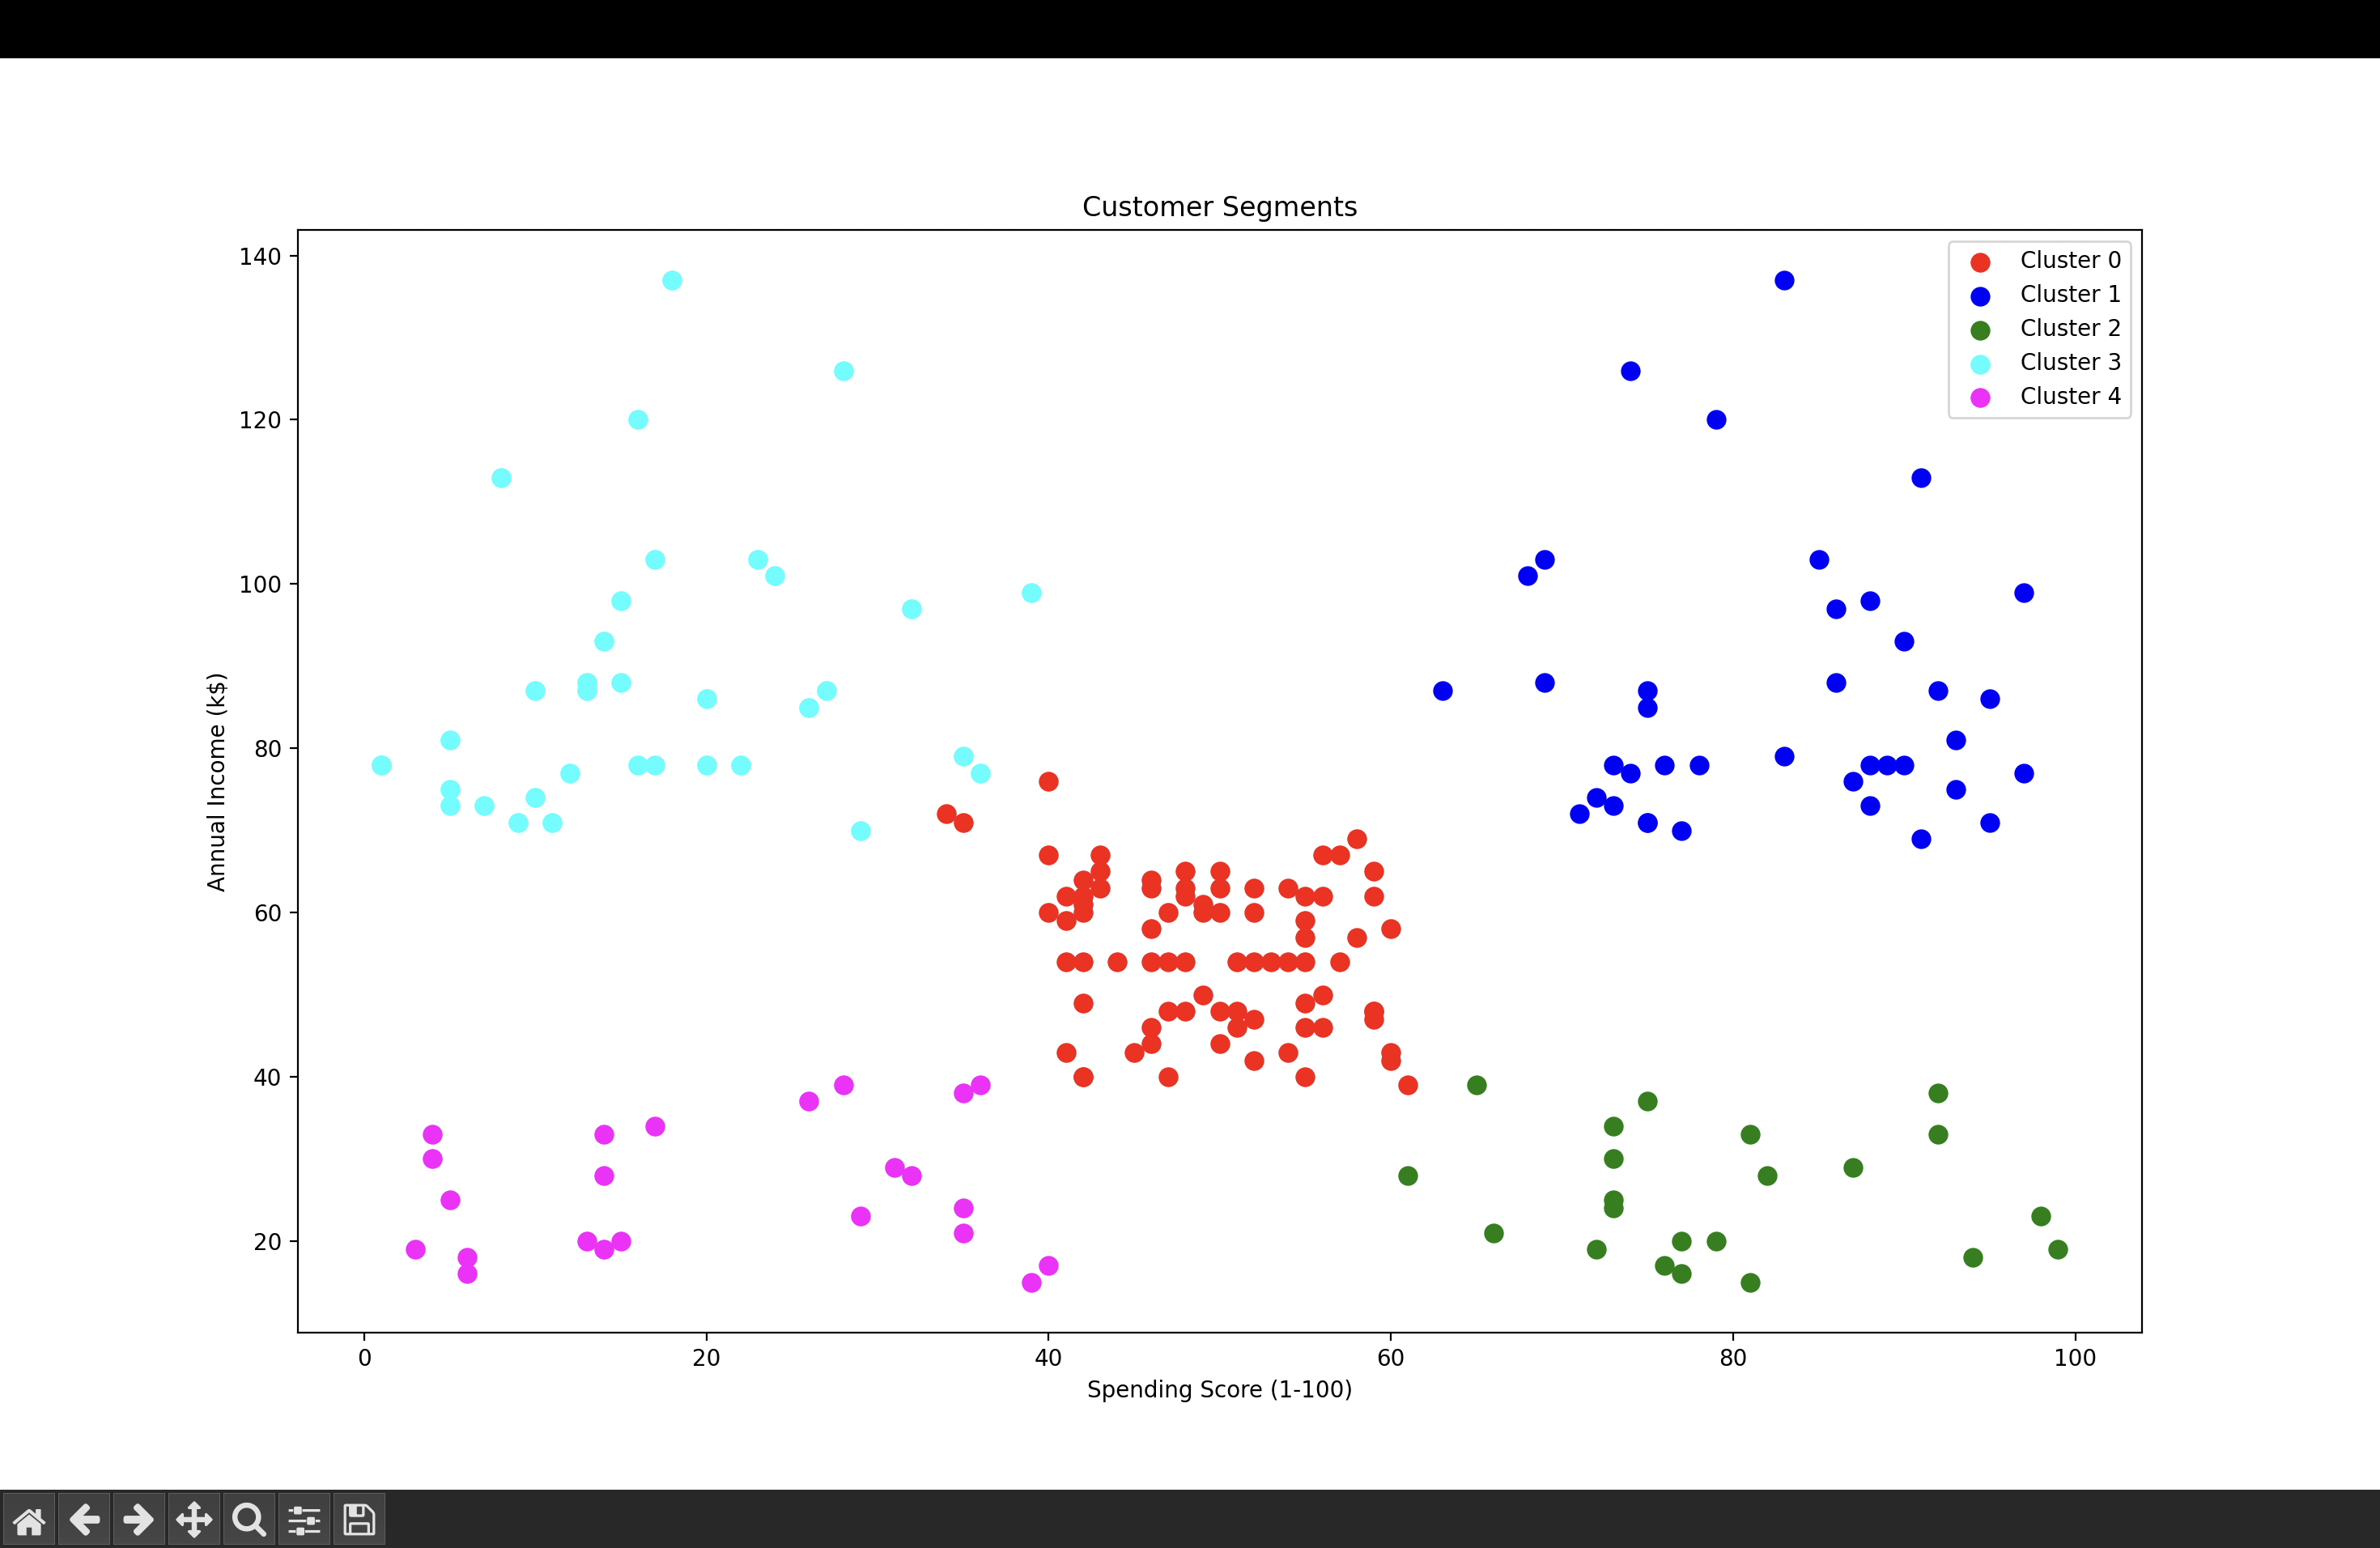 Customer Segments
140
120
100
80
60
40
20
Annual Income (k$)
Cluster 0
Cluster 1
Cluster 2
Cluster 3
Cluster 4
0 20 40 60 80 100
Spending Score (1-100)